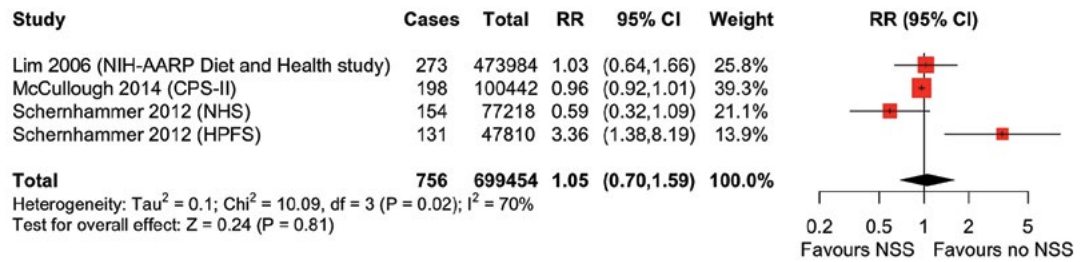 Study Cases Total RR 95% CI Weight RR (95% CI)
Lim 2006 (NIH-AARP Diet and Health study) 273 473984 1.03 (0.64,1.66) 25.8%
McCullough 2014 (CPS-II) 198 100442 0.96 (0.92,1.01) 39.3%
Schernhammer 2012 (NHS) 154 77218 0.59 (0.32,1.09) 21.1%
Schernhammer 2012 (HPFS) 131 47810 3.36 (1.38,8.19) 13.9%
Total 756 699454 1.05 (0.70,1.59) 100.0%
Heterogeneity: Tau² = 0.1; Chi² = 10.09, df = 3 (P = 0.02); I² = 70%
Test for overall effect: Z = 0.24 (P = 0.81)
0.2 0.5 1 2 5
Favours NSS Favours no NSS